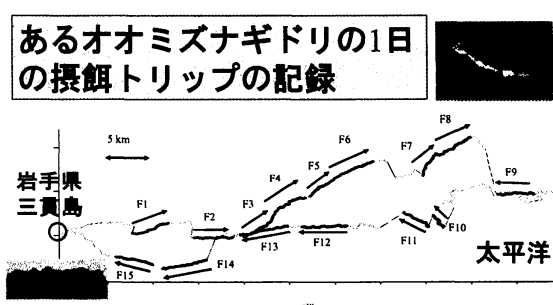 あるオオミズナギドリの1日
の摂餌トリップの記録
5 km
岩手県
三貫島
F1
F2
F3
F4
F5
F6
F7
F8
F9
F10
F11
F12
F13
F14
F15
太平洋